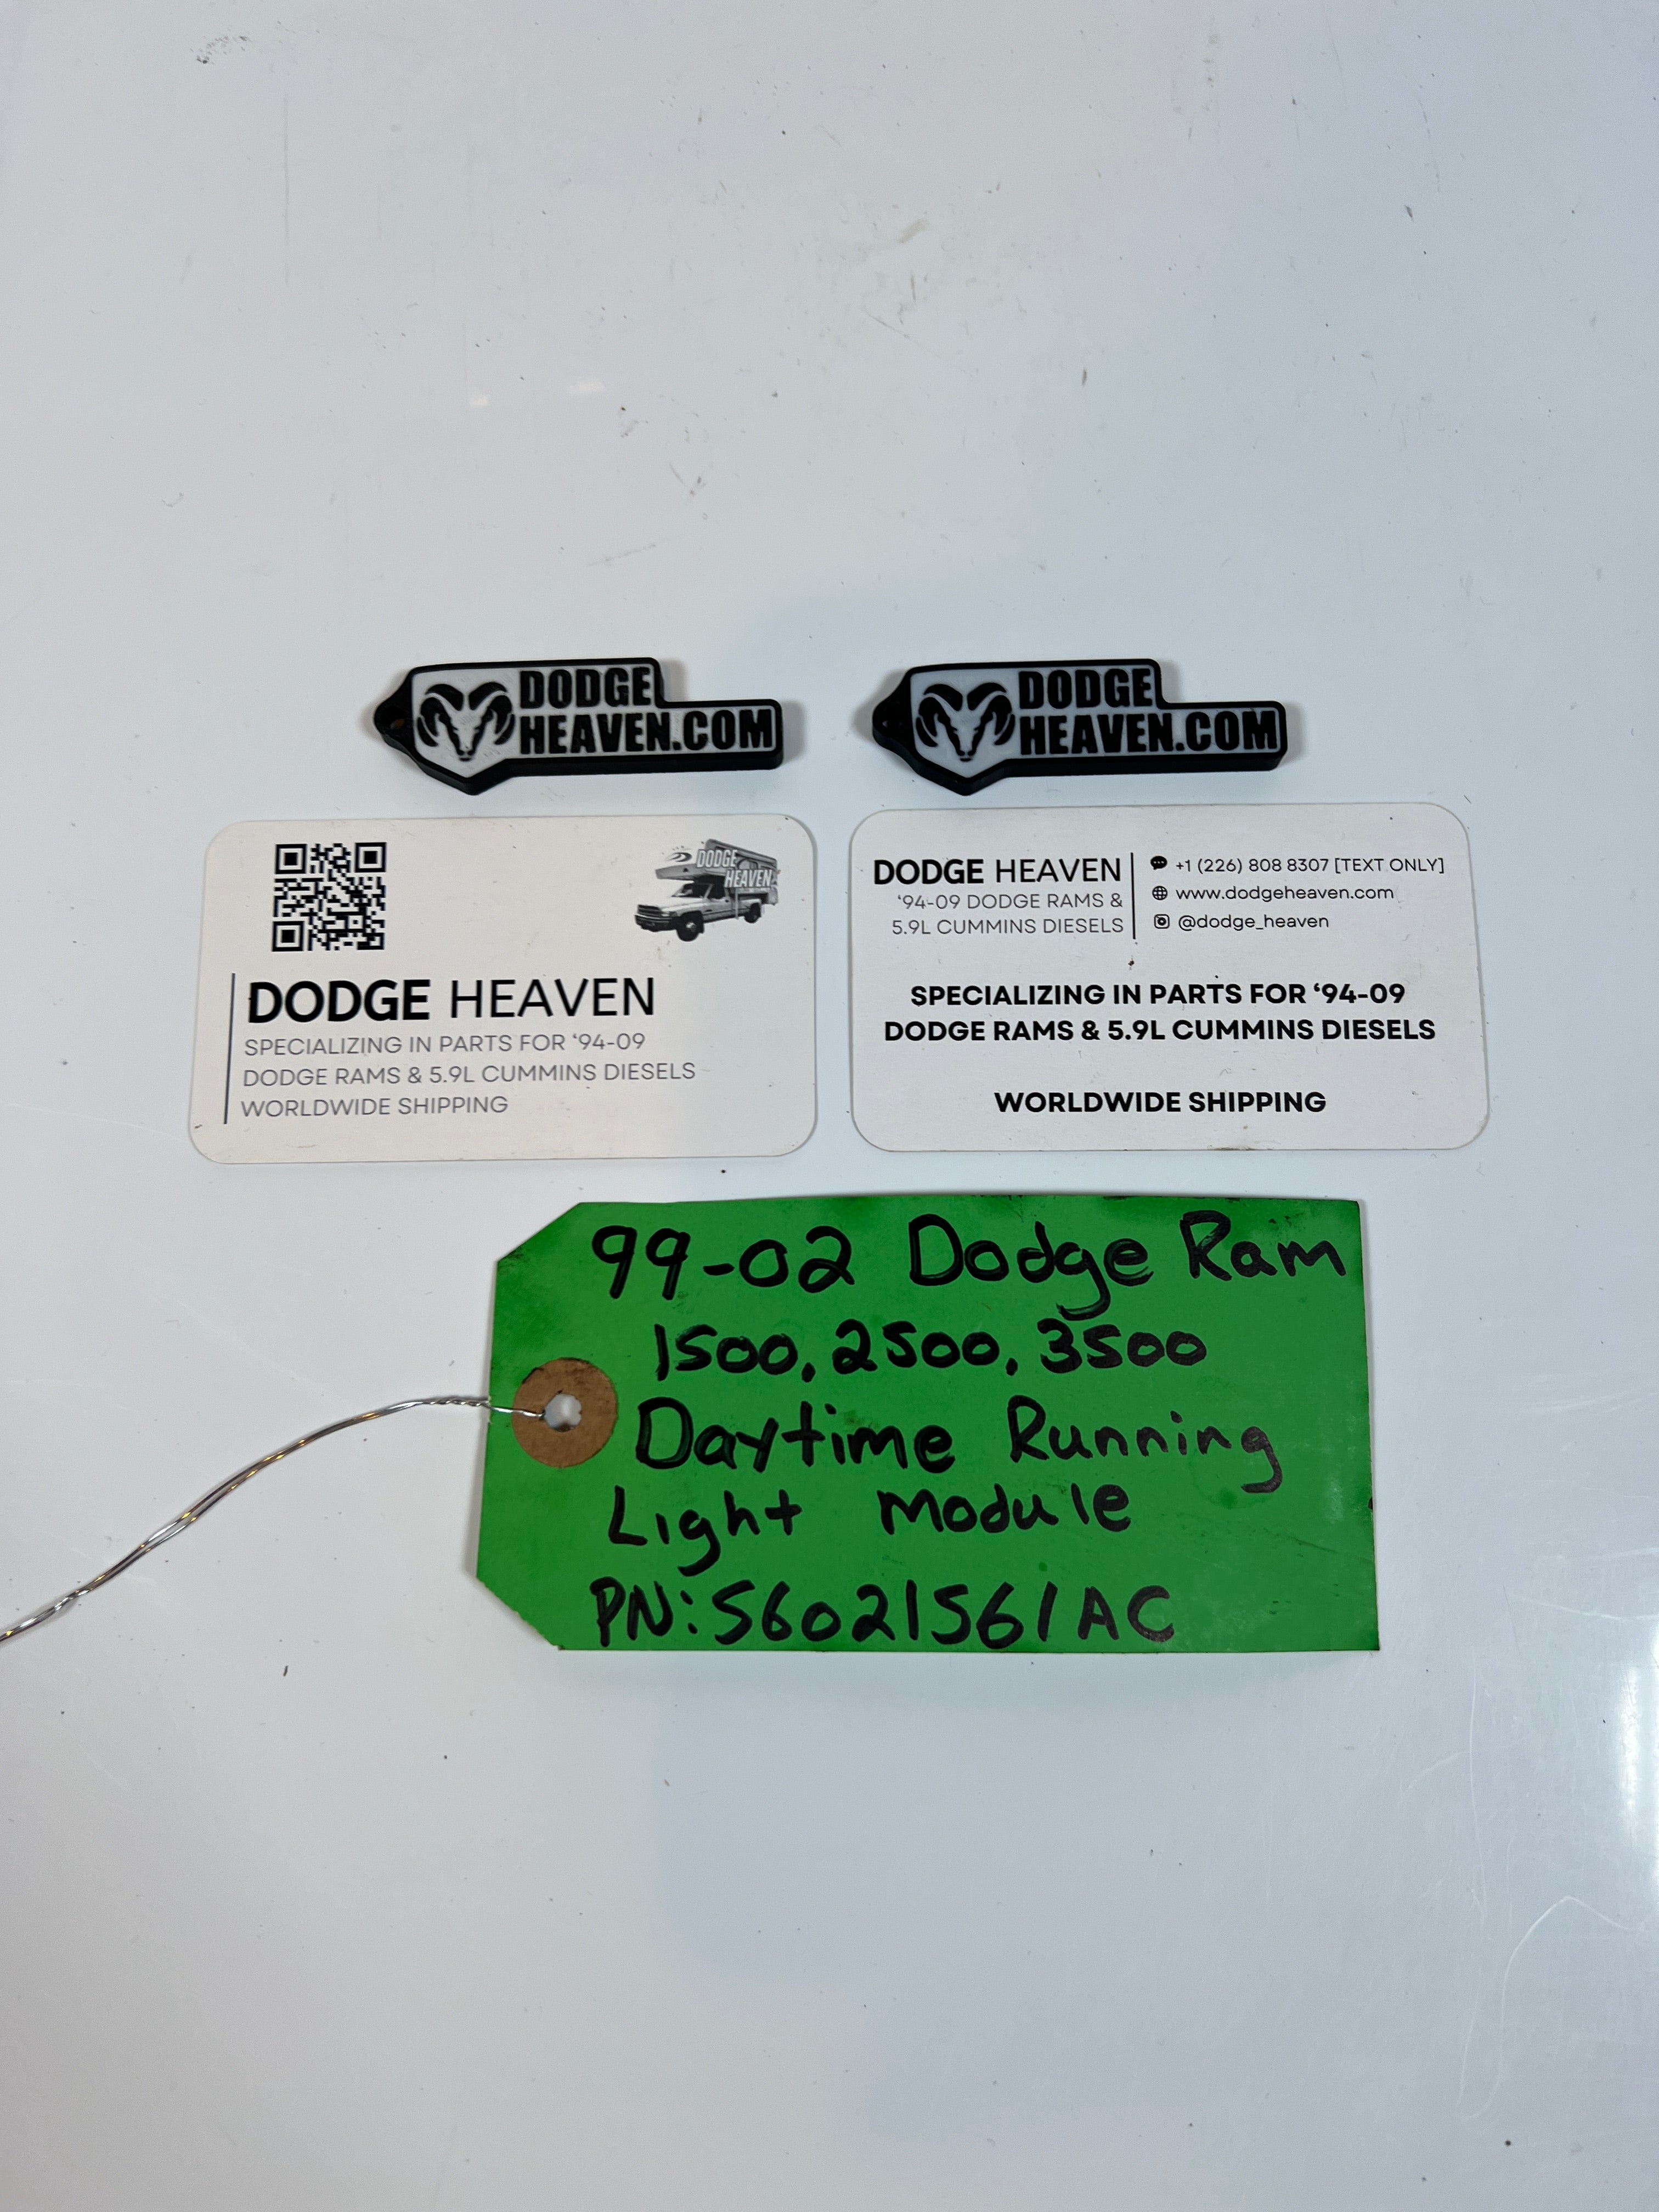 DODGE
HEAVEN.COM
DODGE
HEAVEN.COM
DODGE
HEAVEN
DODGE HEAVEN
SPECIALIZING IN PARTS FOR ‘94-09
DODGE RAMS & 5.9L CUMMINS DIESELS
WORLDWIDE SHIPPING
DODGE HEAVEN
‘94-09 DODGE RAMS &
5.9L CUMMINS DIESELS
+1 (226) 808 8307 [TEXT ONLY]
www.dodgeheaven.com
@dodge_heaven
SPECIALIZING IN PARTS FOR ‘94-09
DODGE RAMS & 5.9L CUMMINS DIESELS
WORLDWIDE SHIPPING
99-02 Dodge Ram
1500, 2500, 3500
Daytime Running
Light Module
PN: 56021561AC